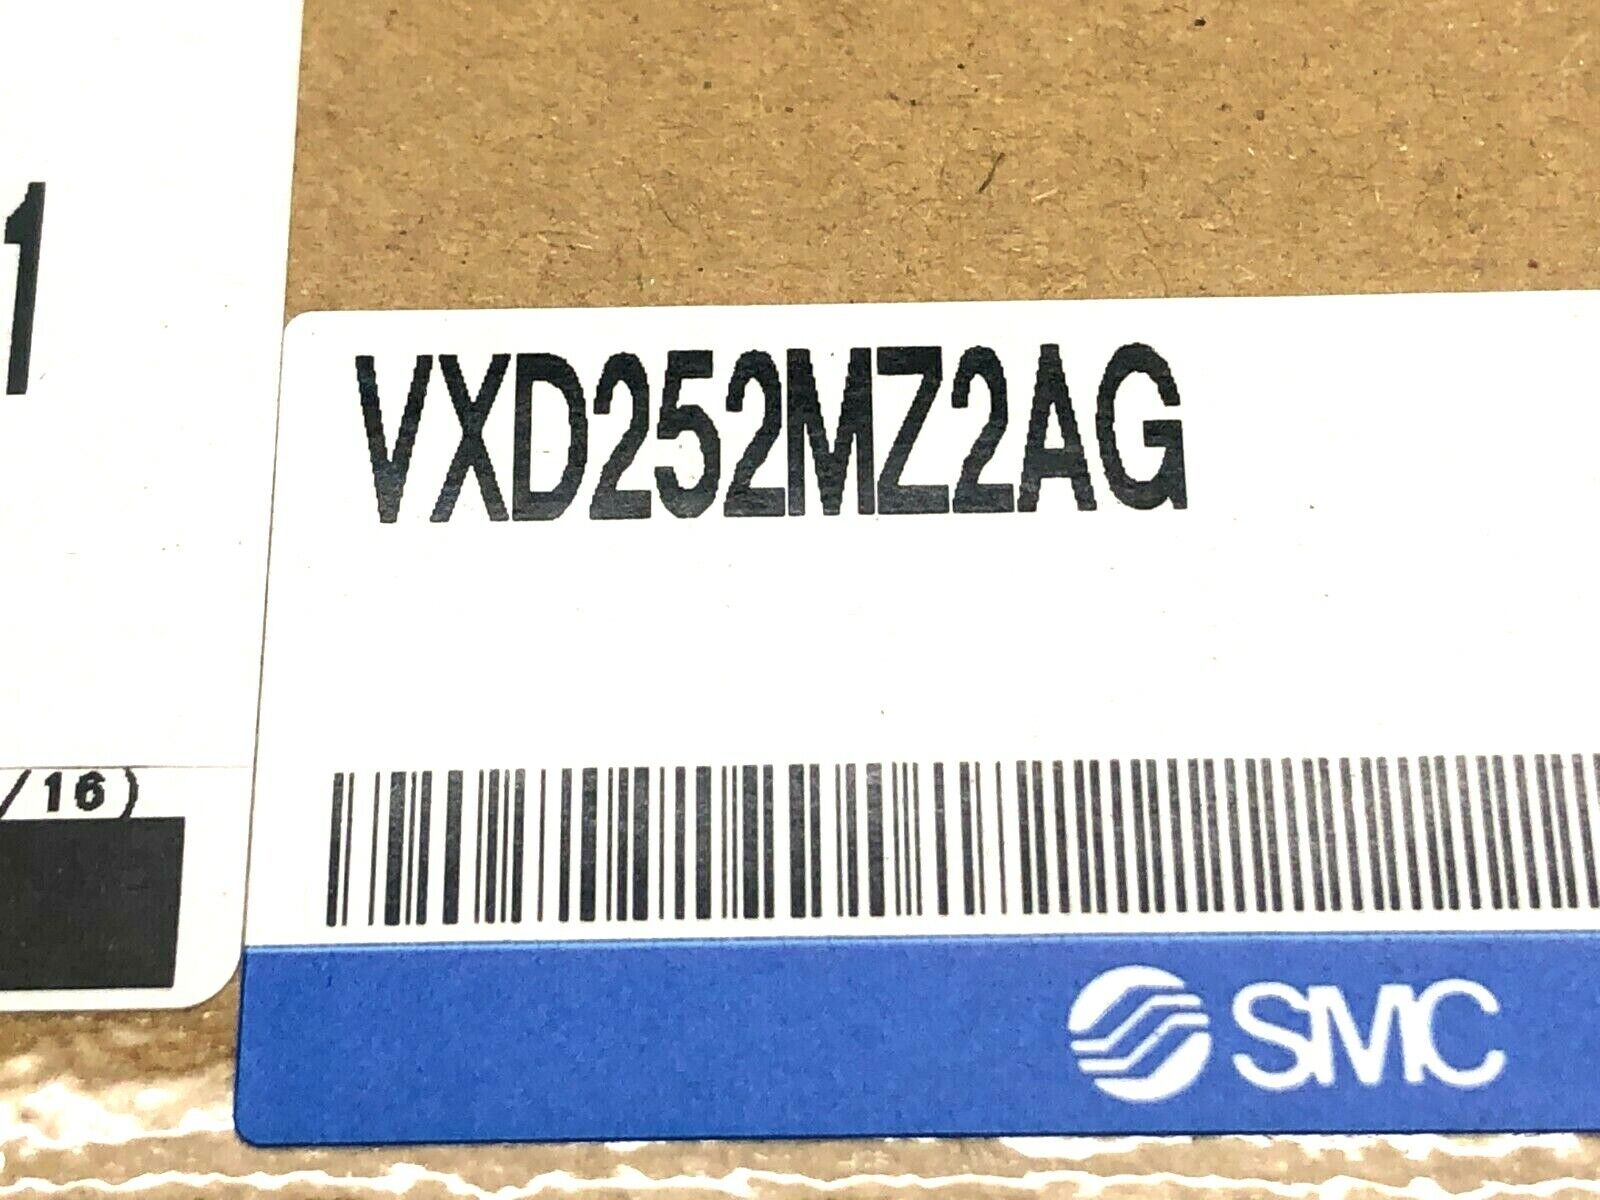 1
VXD252MZ2AG
/16)
SMC